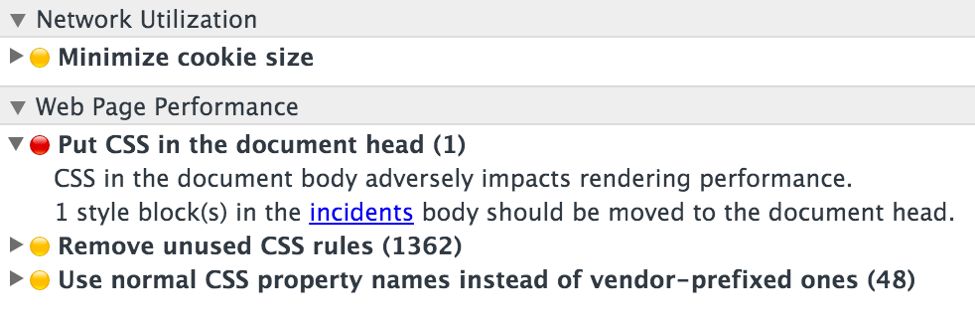 Network Utilization
Minimize cookie size
Web Page Performance
Put CSS in the document head (1)
CSS in the document body adversely impacts rendering performance.
1 style block(s) in the incidents body should be moved to the document head.
Remove unused CSS rules (1362)
Use normal CSS property names instead of vendor-prefixed ones (48)